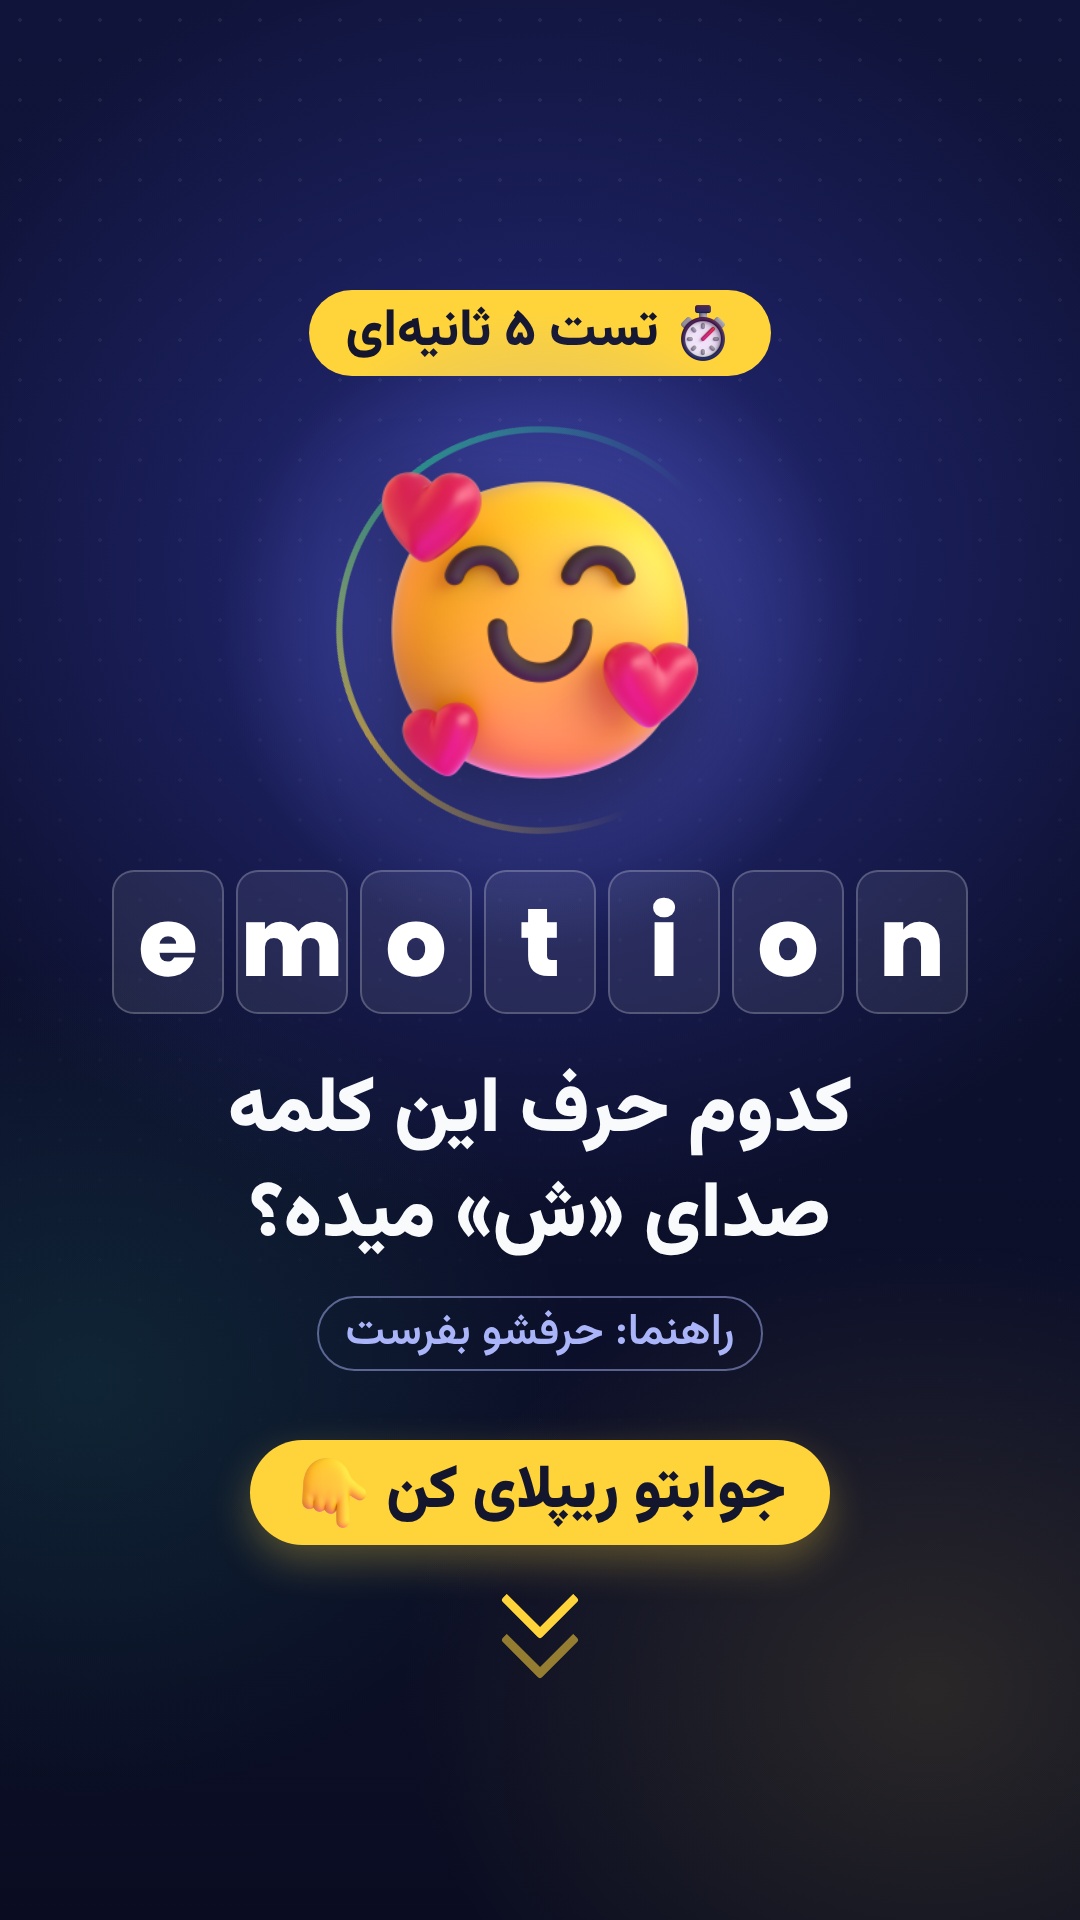 تست ۵ ثانیه‌ای
emotion
کدوم حرف این کلمه
صدای «ش» میده؟
راهنما: حرفشو بفرست
جوابتو ریپلای کن